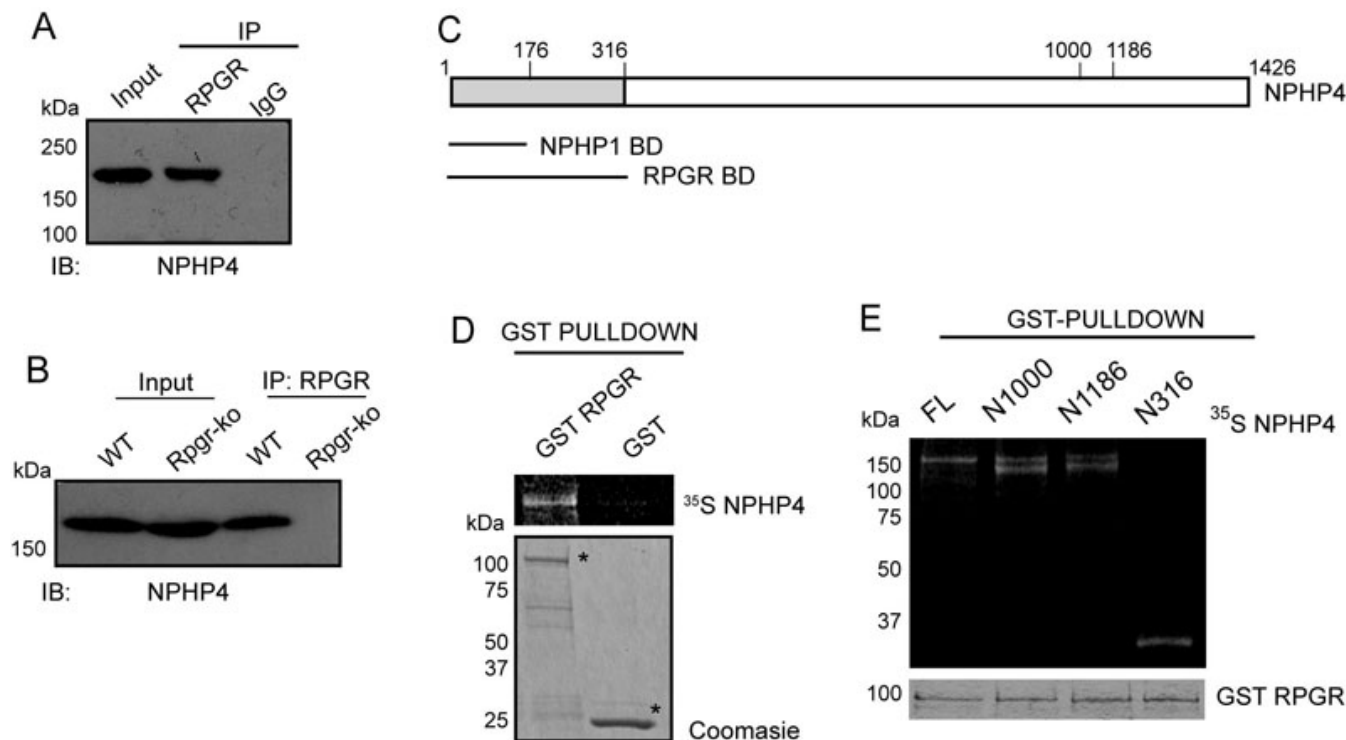 A
IP
Input
RPGR
IgG
kDa
250
150
100
IB: NPHP4
B
Input
IP: RPGR
WT
Rpgr-ko
WT
Rpgr-ko
kDa
150
IB: NPHP4
C
1 176 316 1000 1186 1426
NPHP4
NPHP1 BD
RPGR BD
D
GST PULLDOWN
GST RPGR
GST
35S NPHP4
kDa
100 *
75
50
37
25 *
Coomasie
E
GST-PULLDOWN
FL
N1000
N1186
N316
kDa
35S NPHP4
150
100
75
50
37
100
GST RPGR